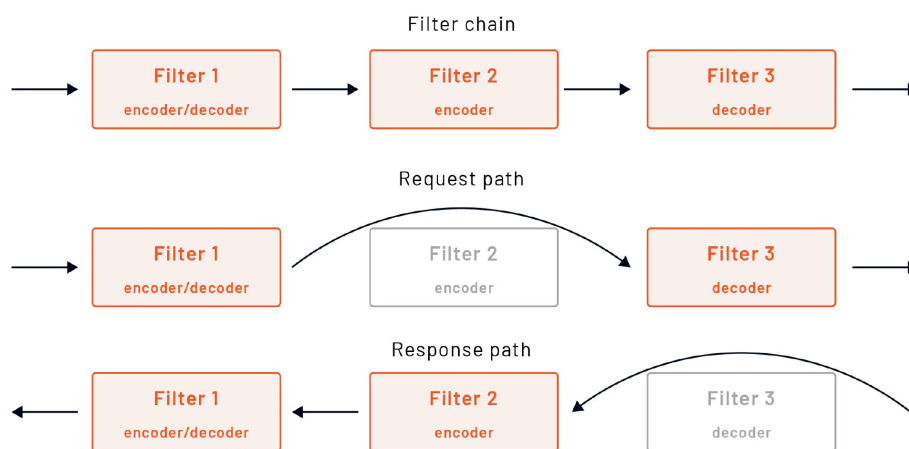 Filter chain
Filter 1
encoder/decoder
Filter 2
encoder
Filter 3
decoder
Request path
Filter 1
encoder/decoder
Filter 2
encoder
Filter 3
decoder
Response path
Filter 1
encoder/decoder
Filter 2
encoder
Filter 3
decoder